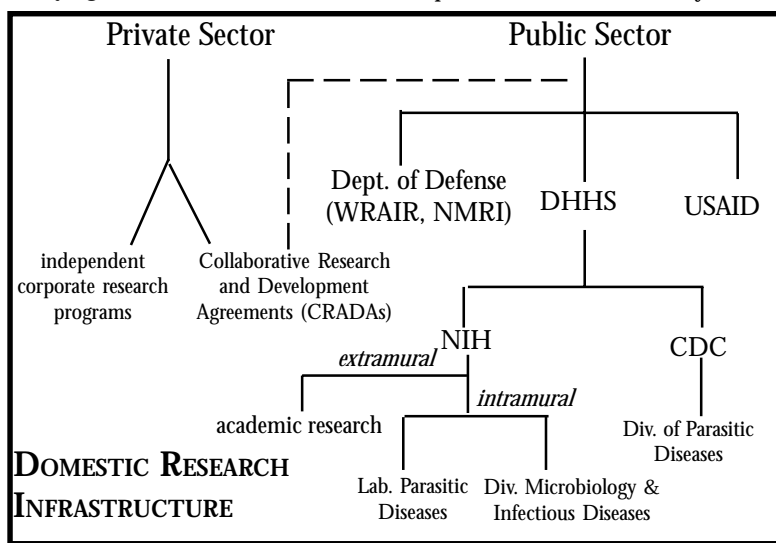 Private Sector
Public Sector
Dept. of Defense
(WRAIR, NMRI)
DHHS
USAID
independent
corporate research
programs
Collaborative Research
and Development
Agreements (CRADAs)
NIH
CDC
extramural
intramural
academic research
Div. of Parasitic
Diseases
Lab. Parasitic
Diseases
Div. Microbiology &
Infectious Diseases
DOMESTIC RESEARCH
INFRASTRUCTURE